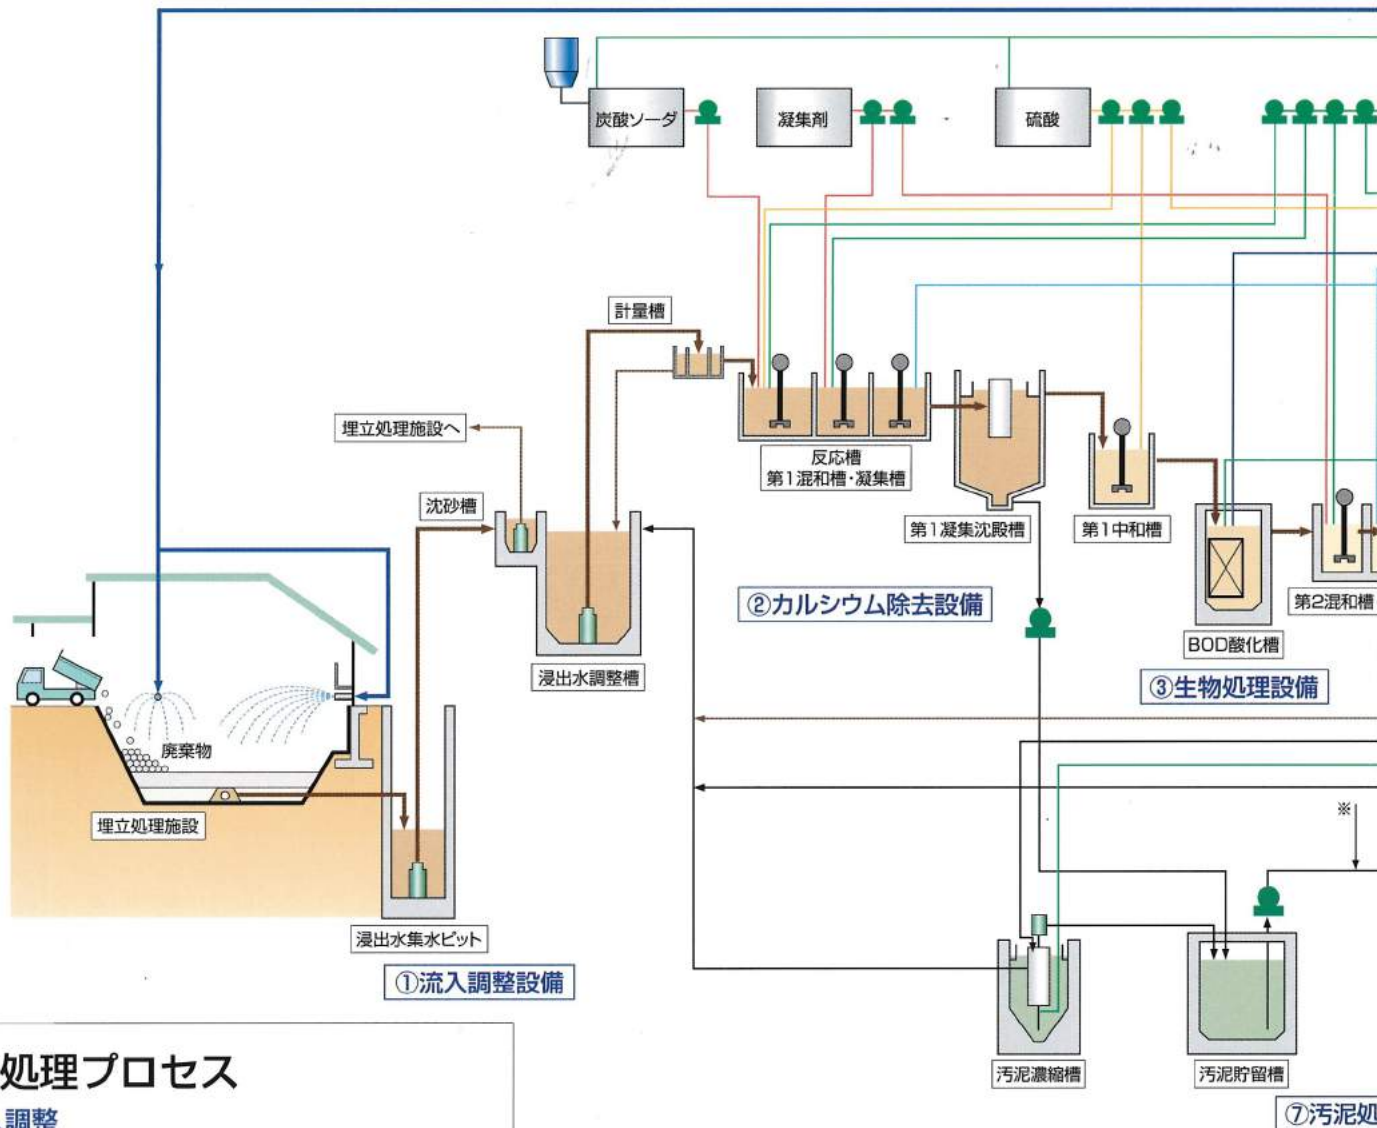 炭酸ソーダ
凝集剤
硫酸
計量槽
埋立処理施設へ
反応槽
第1混和槽・凝集槽
沈砂槽
第1凝集沈殿槽
第1中和槽
②カルシウム除去設備
第2混和槽
BOD酸化槽
浸出水調整槽
③生物処理設備
廃棄物
埋立処理施設
※
浸出水集水ピット
①流入調整設備
汚泥濃縮槽
汚泥貯留槽
処理プロセス
調整
⑦汚泥処